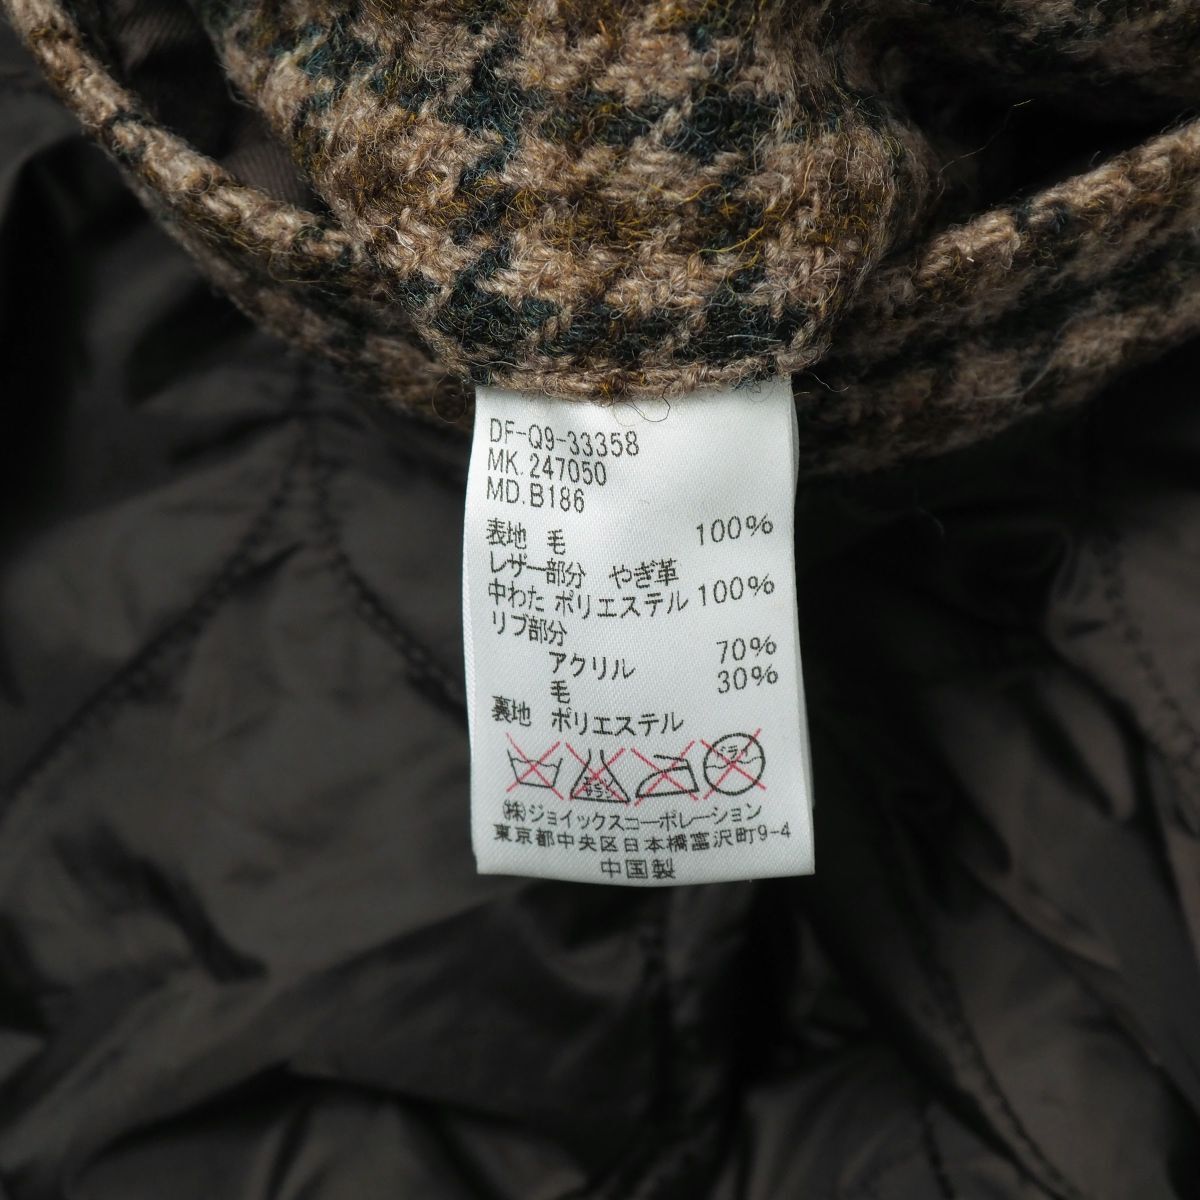 DF-Q9-33358
MK.247050
MD.B186
表地 毛 100%
レザー部分 やぎ革
中わた ポリエステル 100%
リブ部分
アクリル 70%
毛 30%
裏地 ポリエステル
ドライ
㈱ジョイックスコーポレーション
東京都中央区日本橋富沢町9-4
中国製